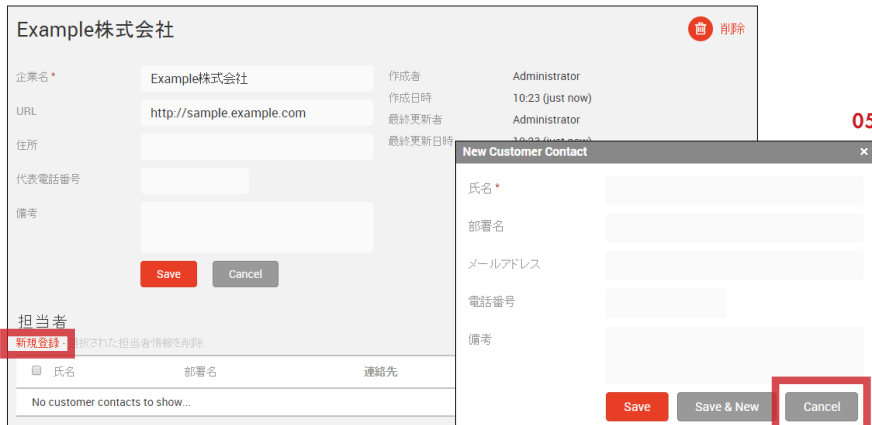 Example株式会社
削除
企業名*
Example株式会社
作成者
Administrator
作成日時
10:23 (just now)
URL
http://sample.example.com
最終更新者
Administrator
05
住所
最終更新日時
10:23 (just now)
New Customer Contact
×
代表電話番号
氏名*
備考
部署名
メールアドレス
Save
Cancel
電話番号
担当者
新規登録 - 選択された担当者情報を削除
備考
氏名
部署名
連絡先
No customer contacts to show...
Save
Save & New
Cancel